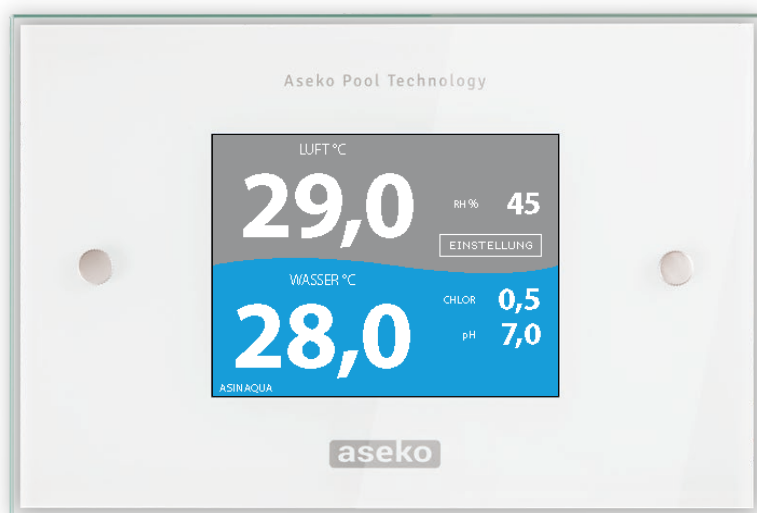 Aseko Pool Technology
LUFT °C
29,0
RH % 45
EINSTELLUNG
WASSER °C
28,0
CHLOR 0,5
pH 7,0
ASIN AQUA
aseko